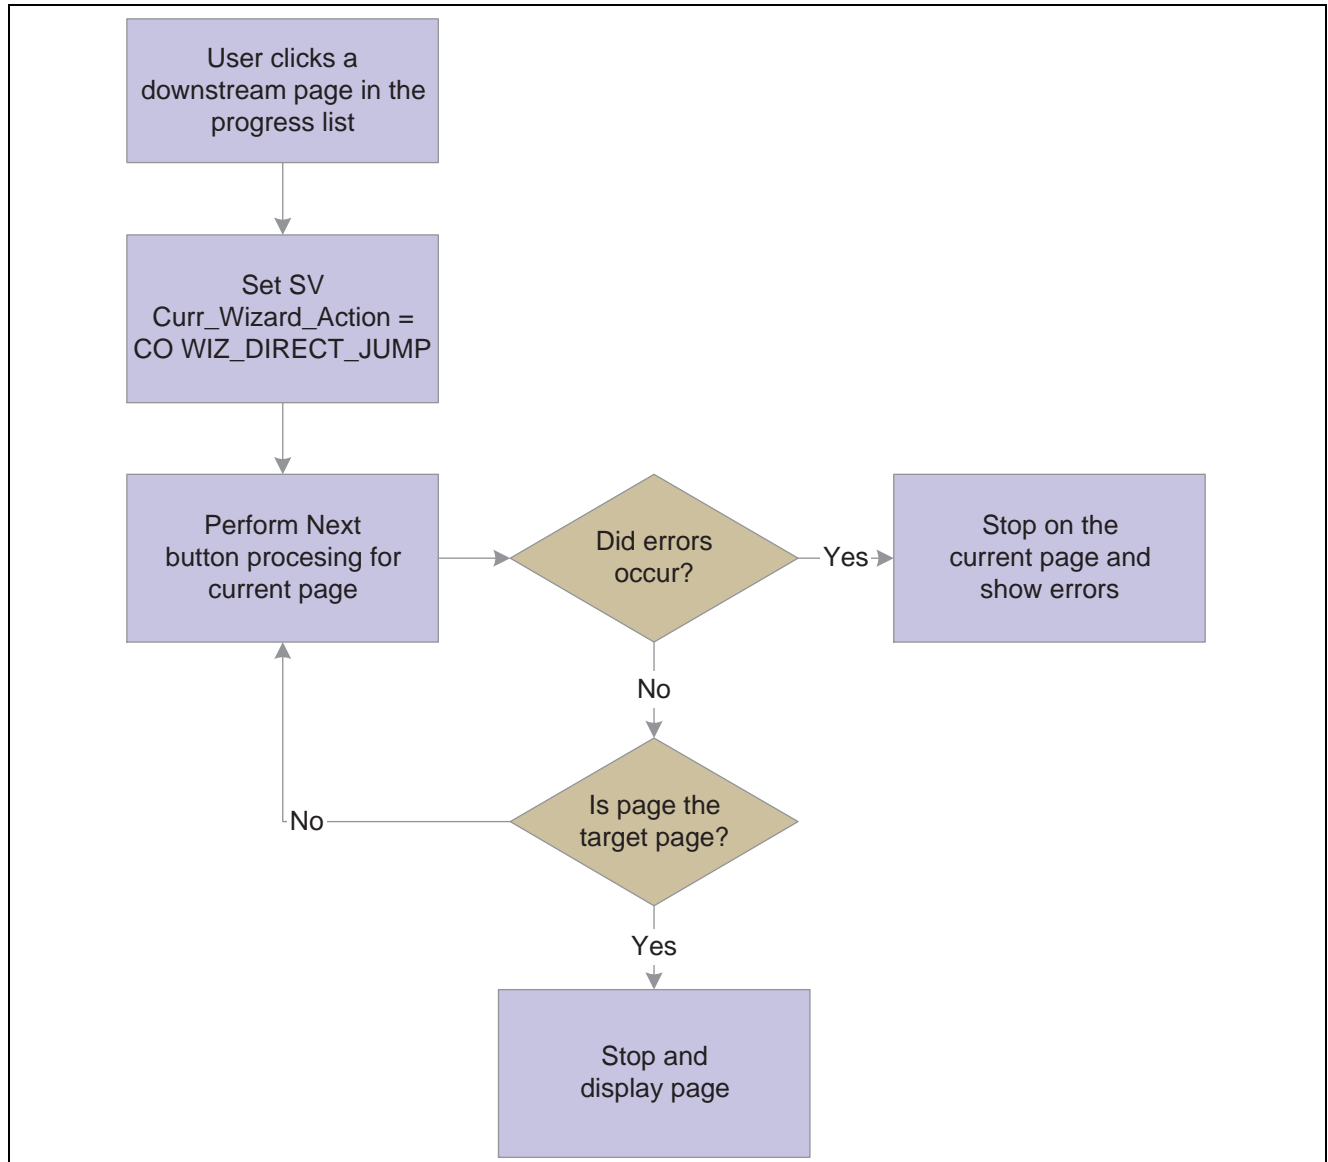 User clicks a
downstream page in the
progress list
Set SV
Curr_Wizard_Action =
CO WIZ_DIRECT_JUMP
Perform Next
button procesing for
current page
Did errors
occur?
Yes
Stop on the
current page and
show errors
No
Is page the
target page?
No
Yes
Stop and
display page